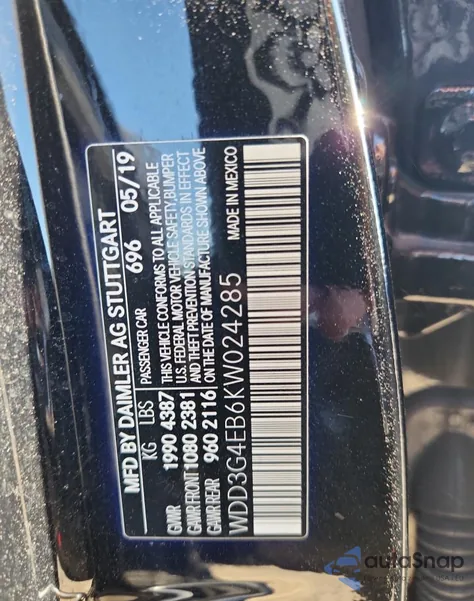 MFD BY DAIMLER AG STUTTGART
696 05/19
KG LBS PASSENGER CAR
GVWR 1990 4387 THIS VEHICLE CONFORMS TO ALL APPLICABLE
U.S. FEDERAL MOTOR VEHICLE SAFETY, BUMPER
GAWR FRONT 1080 2381 AND THEFT PREVENTION STANDARDS IN EFFECT
GAWR REAR 960 2116 ON THE DATE OF MANUFACTURE SHOWN ABOVE
WDD3G4EB6KW024285 MADE IN MEXICO
autoSnap